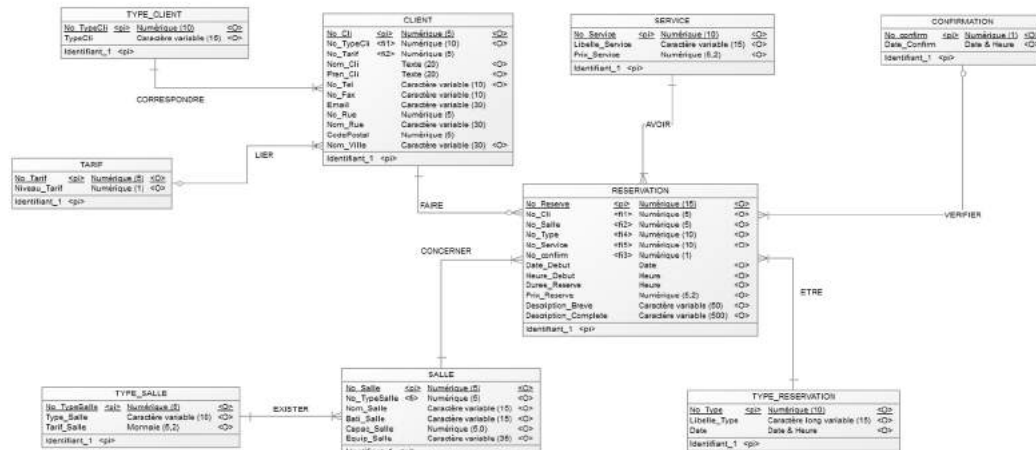 TYPE_CLIENT
No_TypeCli <pi> Numérique (10) <O>
TypeCli Caractère variable (15) <O>
Identifiant_1 <pi>
CORRESPONDRE
CLIENT
No_Cli <pi> Numérique (5) <O>
No_TypeCli <fi1> Numérique (10) <O>
No_Tarif <fi2> Numérique (5)
Nom_Cli Texte (20) <O>
Pren_Cli Texte (20) <O>
No_Tel Caractère variable (10) <O>
No_Fax Caractère variable (10)
Email Caractère variable (30)
No_Rue Numérique (5)
Nom_Rue Caractère variable (30)
CodePostal Numérique (5)
Nom_Ville Caractère variable (30) <O>
Identifiant_1 <pi>
SERVICE
No_Service <pi> Numérique (10) <O>
Libelle_Service Caractère variable (15) <O>
Prix_Service Numérique (5,2) <O>
Identifiant_1 <pi>
CONFIRMATION
No_confirm <pi> Numérique (1) <O>
Date_Confirm Date & Heure <O>
Identifiant_1 <pi>
AVOIR
LIER
TARIF
No_Tarif <pi> Numérique (5) <O>
Niveau_Tarif Numérique (1) <O>
Identifiant_1 <pi>
FAIRE
VERIFIER
RESERVATION
No_Reserve <pi> Numérique (15) <O>
No_Cli <fi1> Numérique (5) <O>
No_Salle <fi2> Numérique (5) <O>
No_Type <fi4> Numérique (10) <O>
No_Service <fi5> Numérique (10) <O>
No_confirm <fi3> Numérique (1)
Date_Debut Date <O>
Heure_Debut Heure <O>
Duree_Reserve Heure <O>
Prix_Reserve Numérique (5,2) <O>
Description_Breve Caractère variable (50) <O>
Description_Complete Caractère variable (500) <O>
Identifiant_1 <pi>
CONCERNER
ETRE
SALLE
No_Salle <pi> Numérique (5) <O>
No_TypeSalle <fi> Numérique (5) <O>
Nom_Salle Caractère variable (15) <O>
Bati_Salle Caractère variable (15) <O>
Capac_Salle Numérique (5,0) <O>
Equip_Salle Caractère variable (35) <O>
Identifiant_1 <pi>
TYPE_SALLE
No_TypeSalle <pi> Numérique (5) <O>
Type_Salle Caractère variable (10) <O>
Tarif_Salle Monnaie (5,2) <O>
Identifiant_1 <pi>
EXISTER
TYPE_RESERVATION
No_Type <pi> Numérique (10) <O>
Libelle_Type Caractère long variable (15) <O>
Date Date & Heure <O>
Identifiant_1 <pi>